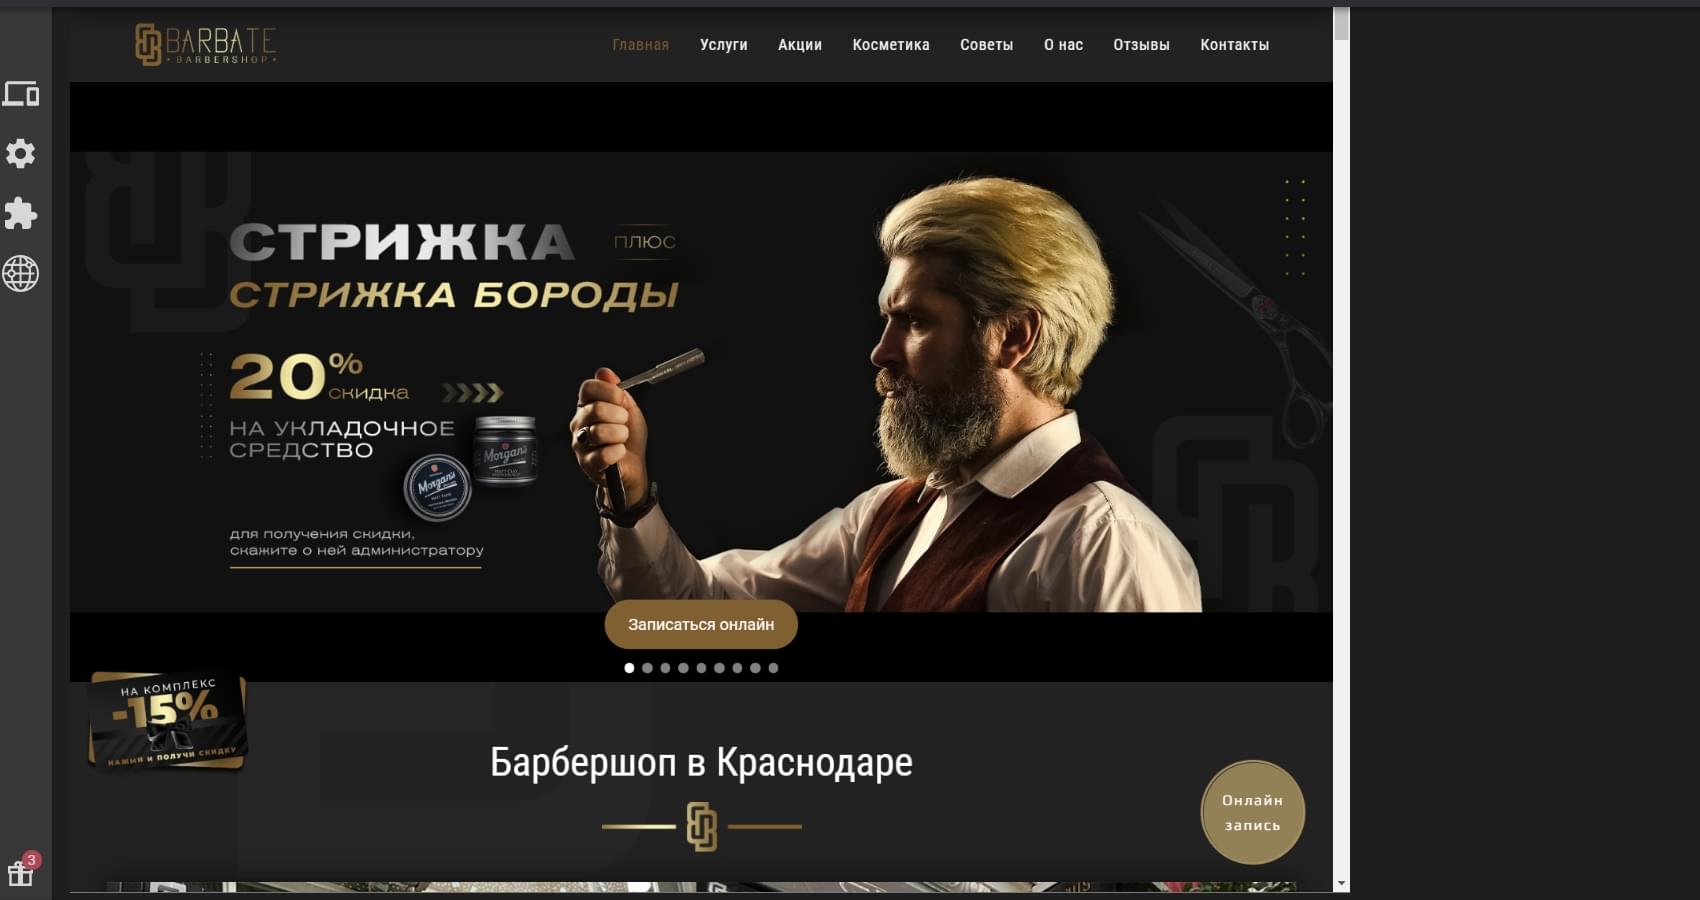 BARBATE
• BARBERSHOP •
Главная Услуги Акции Косметика Советы О нас Отзывы Контакты
СТРИЖКА ПЛЮС
СТРИЖКА БОРОДЫ
20%
скидка
НА УКЛАДОЧНОЕ
СРЕДСТВО
Morgan's
MATT CLAY
Morgan's
для получения скидки,
скажите о ней администратору
Записаться онлайн
НА КОМПЛЕКС
-15%
НАЖМИ И ПОЛУЧИ СКИДКУ
Барбершоп в Краснодаре
Онлайн
запись
3